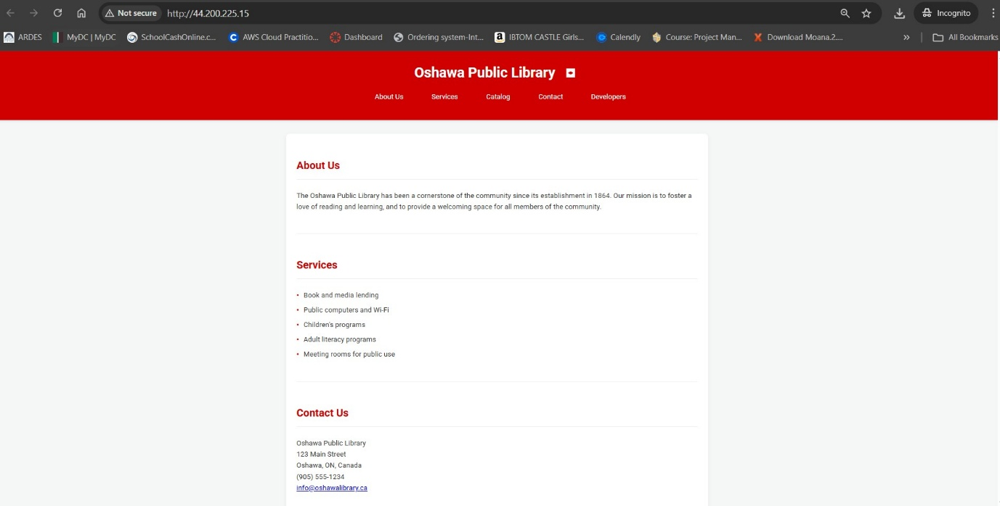 Not secure http://44.200.225.15 Incognito
ARDES MyDC | MyDC SchoolCashOnline.c... AWS Cloud Practitio... Dashboard Ordering system-Int... IBTOM CASTLE Girls... Calendly Course: Project Man... Download Moana.2.... » All Bookmarks
Oshawa Public Library
About Us Services Catalog Contact Developers
About Us
The Oshawa Public Library has been a cornerstone of the community since its establishment in 1864. Our mission is to foster a
love of reading and learning, and to provide a welcoming space for all members of the community.
Services
• Book and media lending
• Public computers and Wi-Fi
• Children's programs
• Adult literacy programs
• Meeting rooms for public use
Contact Us
Oshawa Public Library
123 Main Street
Oshawa, ON, Canada
(905) 555-1234
info@oshawalibrary.ca